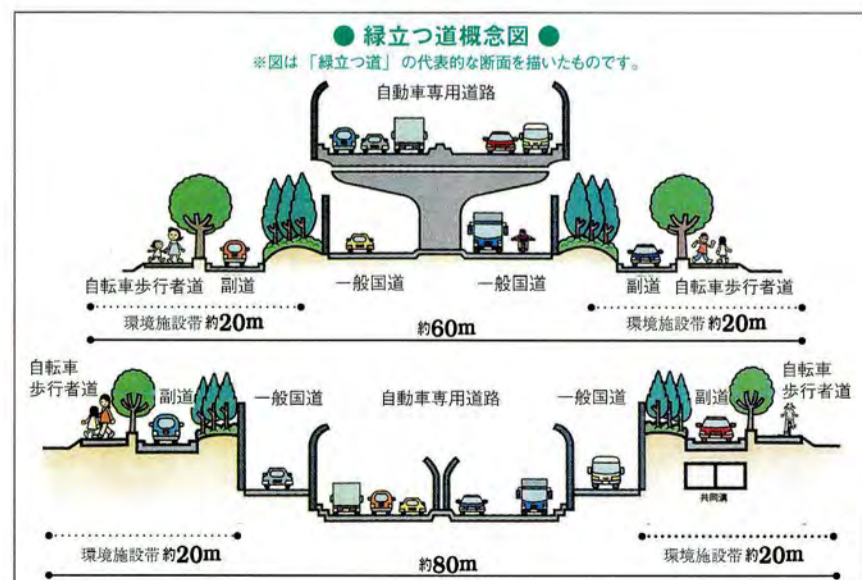 ● 緑立つ道概念図 ●
※図は「緑立つ道」の代表的な断面を描いたものです。
自動車専用道路
自転車歩行者道 副道 一般国道 一般国道 副道 自転車歩行者道
環境施設帯 約20m 約60m 環境施設帯 約20m
自転車
歩行者道
副道 一般国道 自動車専用道路 一般国道 副道
自転車
歩行者道
共同溝
環境施設帯 約20m 約80m 環境施設帯 約20m